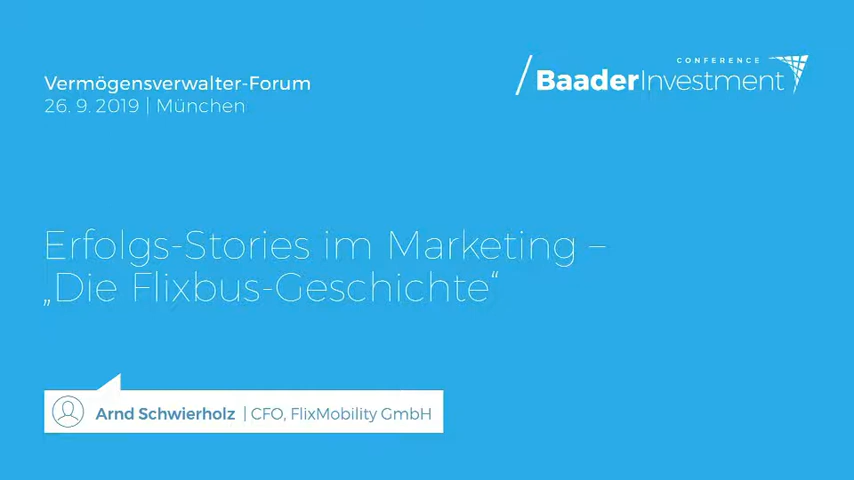 Vermögensverwalter-Forum
26. 9. 2019 | München
CONFERENCE
/BaaderInvestment
Erfolgs-Stories im Marketing –
„Die Flixbus-Geschichte“
Arnd Schwierholz | CFO, FlixMobility GmbH